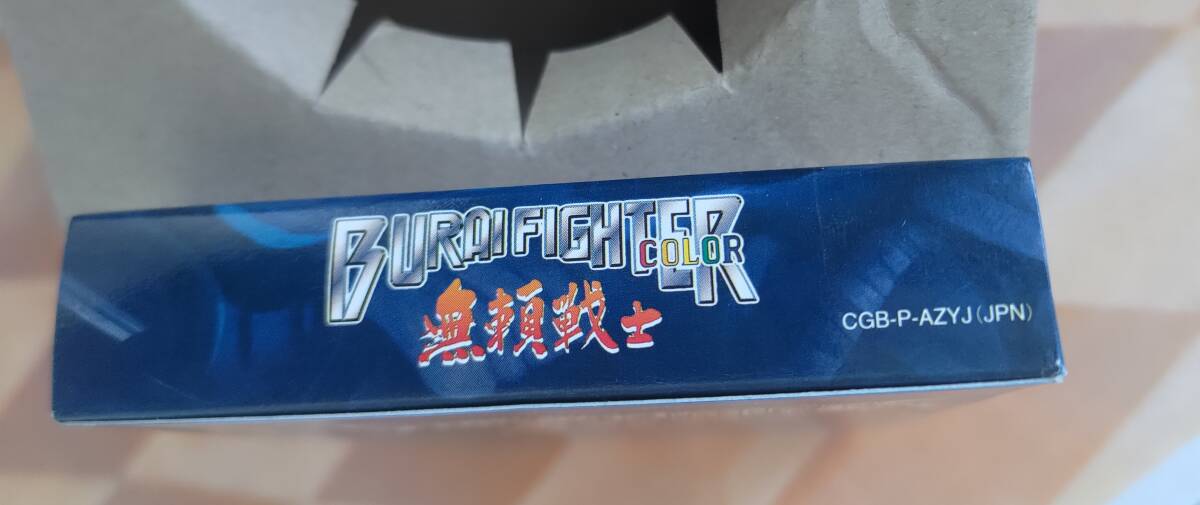 BURAI FIGHTER
COLOR
無頼戦士
CGB-P-AZYJ(JPN)